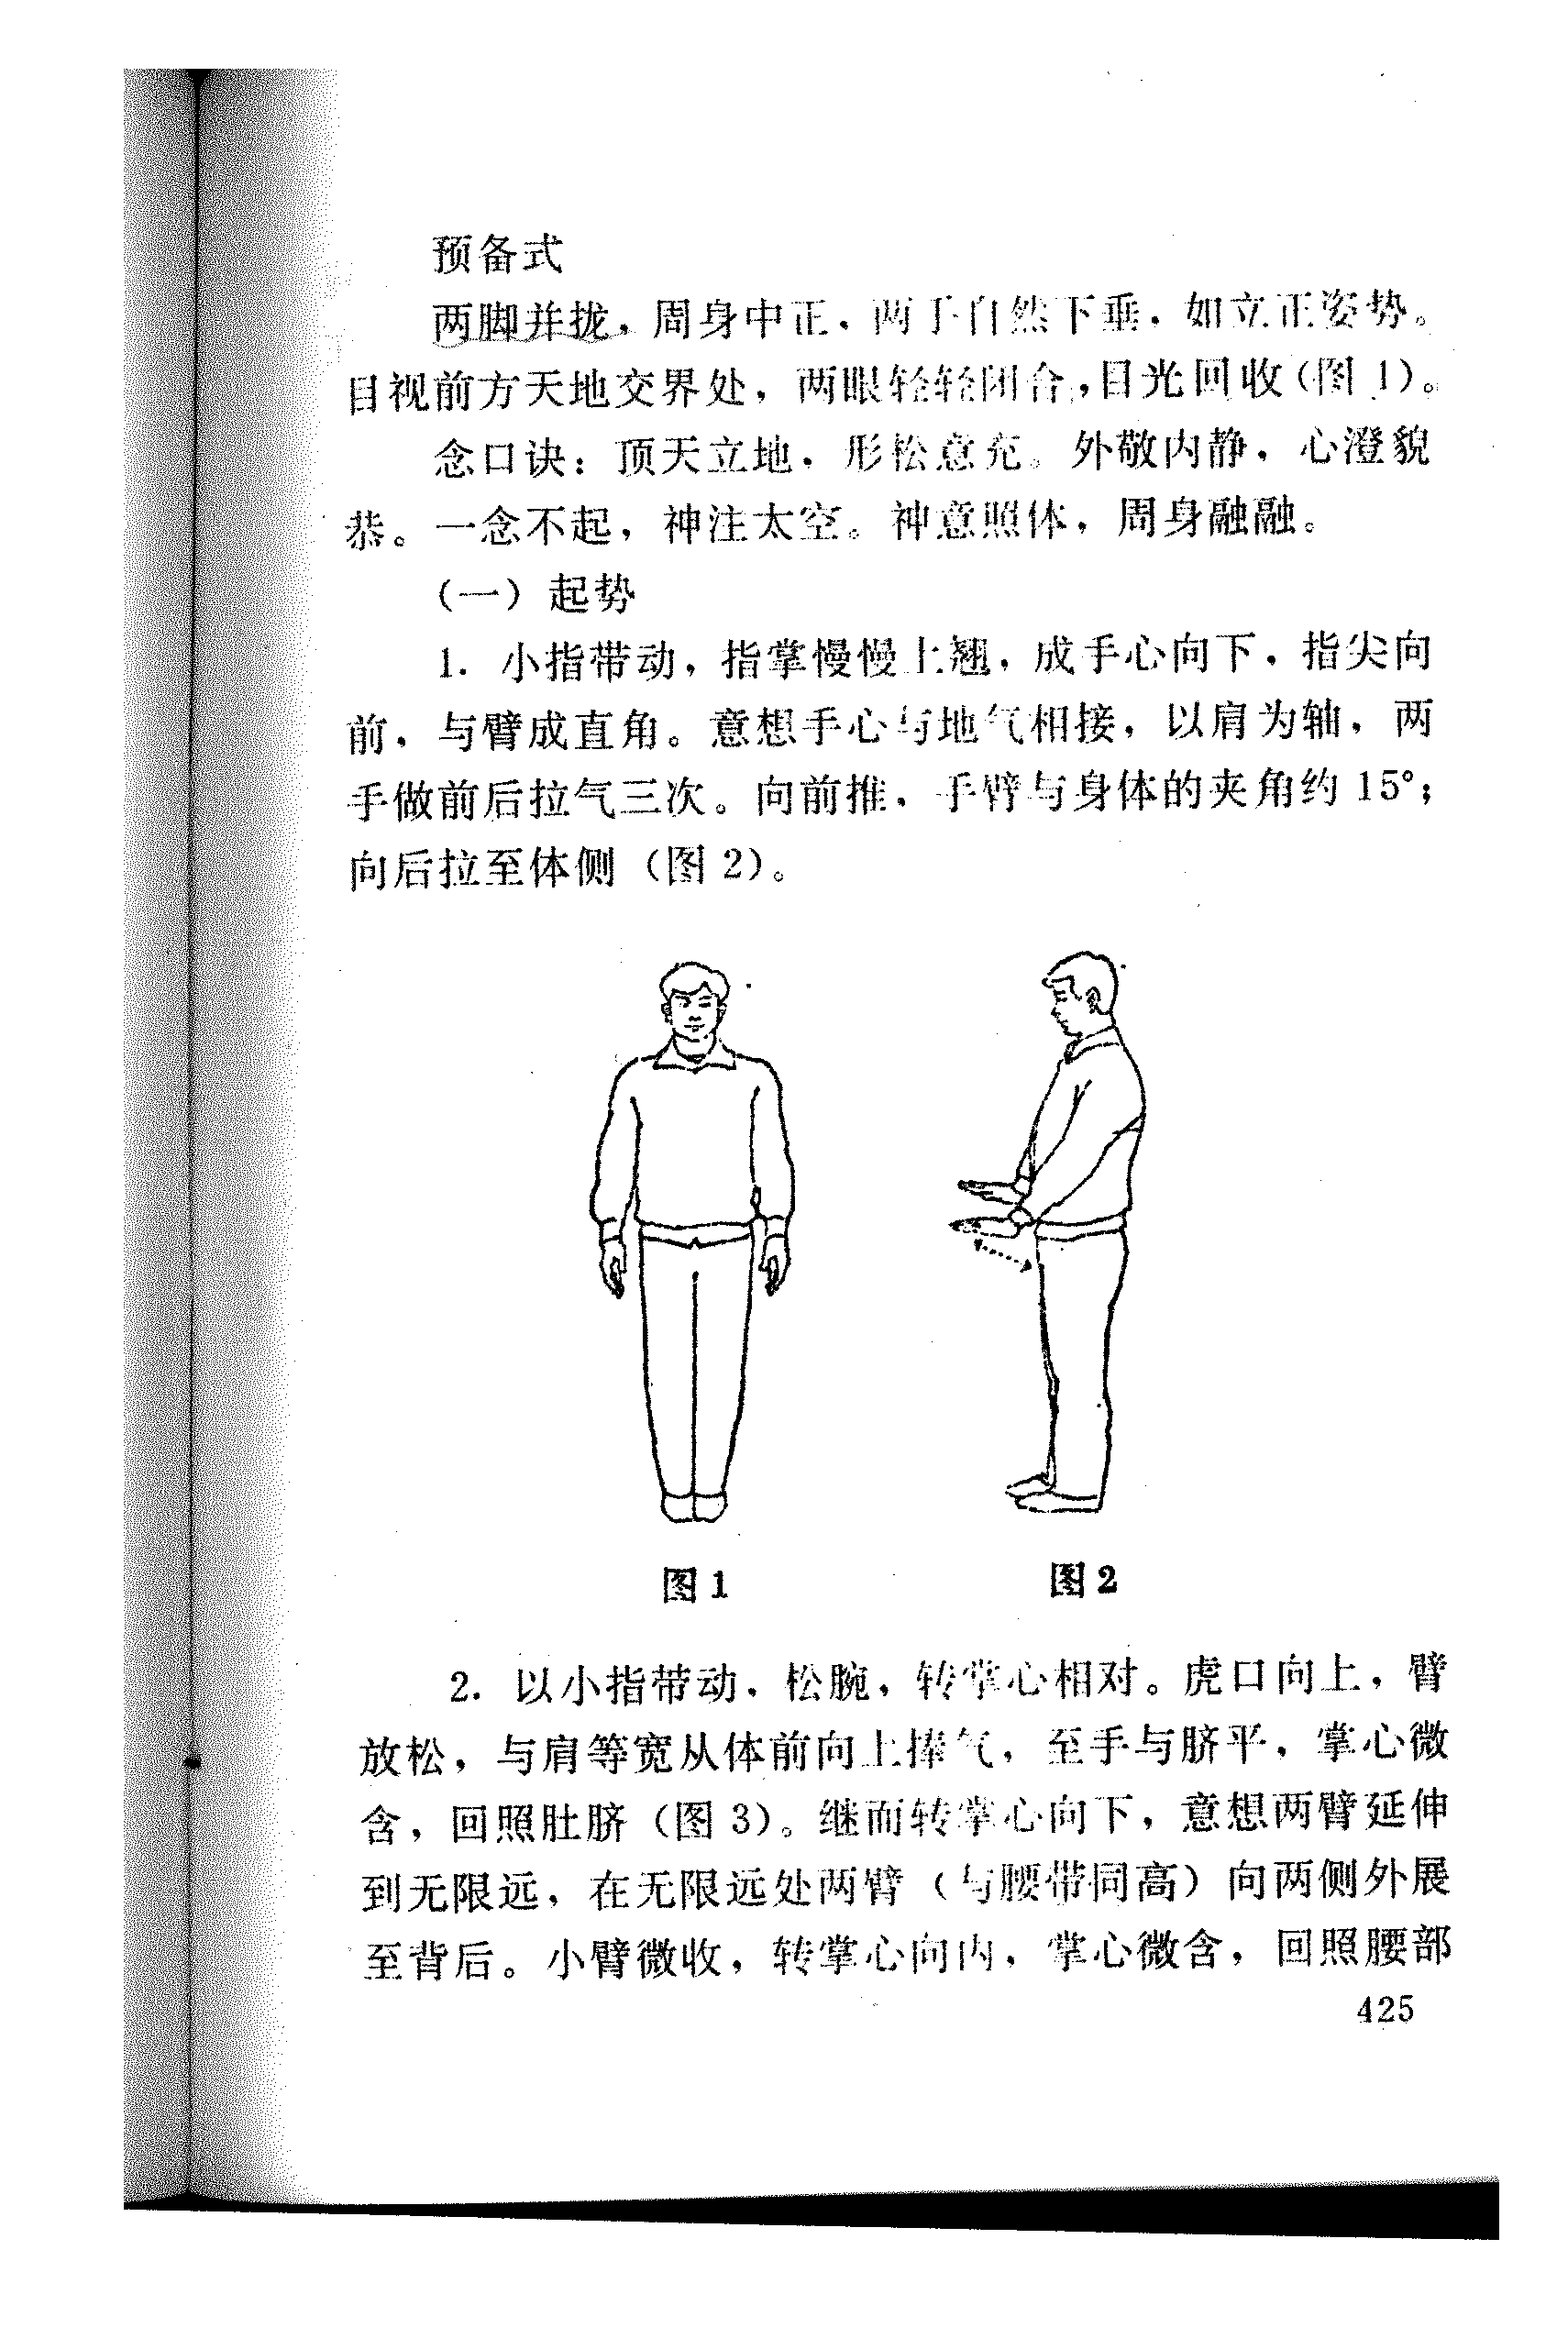 预备式
两脚并拢，周身中正，两手自然下垂，如立正姿势。
目视前方天地交界处，两眼轻轻闭合，目光回收（图 1）。
念口诀：顶天立地，形松意充。外敬内静，心澄貌
恭。一念不起，神注太空。神意照体，周身融融。
（一）起势
1. 小指带动，指掌慢慢上翘，成手心向下，指尖向
前，与臂成直角。意想手心与地气相接，以肩为轴，两
手做前后拉气三次。向前推，手臂与身体的夹角约 15°；
向后拉至体侧（图 2）。
图 1
图 2
2. 以小指带动，松腕，转掌心相对。虎口向上，臂
放松，与肩等宽从体前向上捧气，至手与脐平，掌心微
含，回照肚脐（图 3）。继而转掌心向下，意想两臂延伸
到无限远，在无限远处两臂（与腰带同高）向两侧外展
至背后。小臂微收，转掌心向内，掌心微含，回照腰部
425